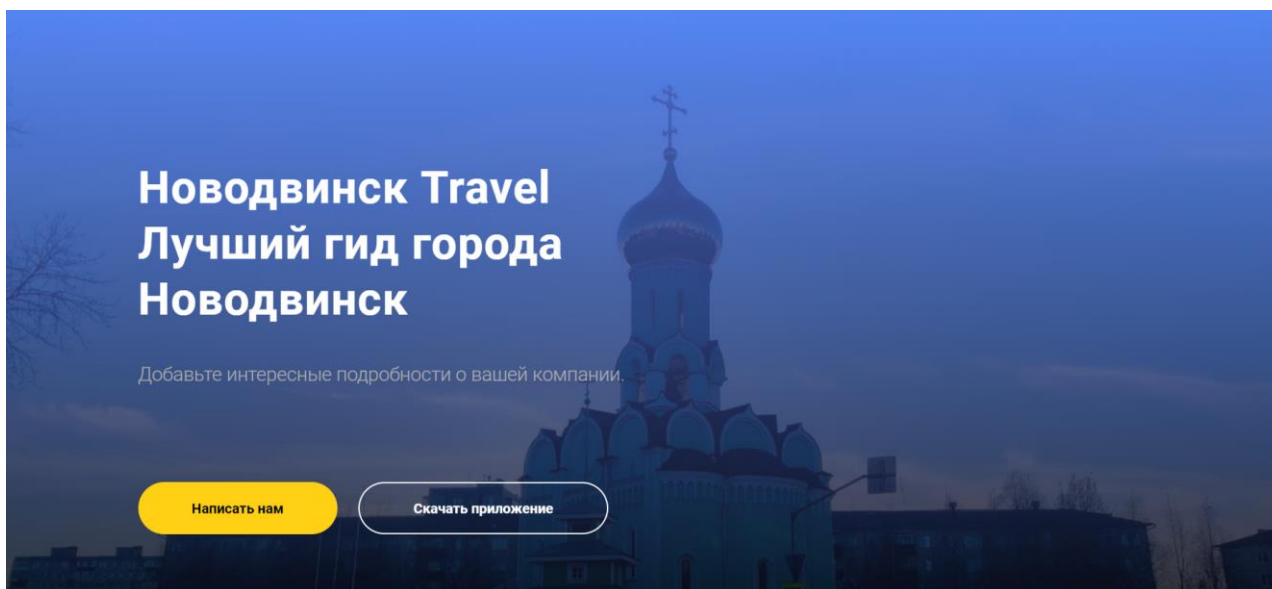 Новодвинск Travel
Лучший гид города
Новодвинск
Добавьте интересные подробности о вашей компании.
Написать нам
Скачать приложение